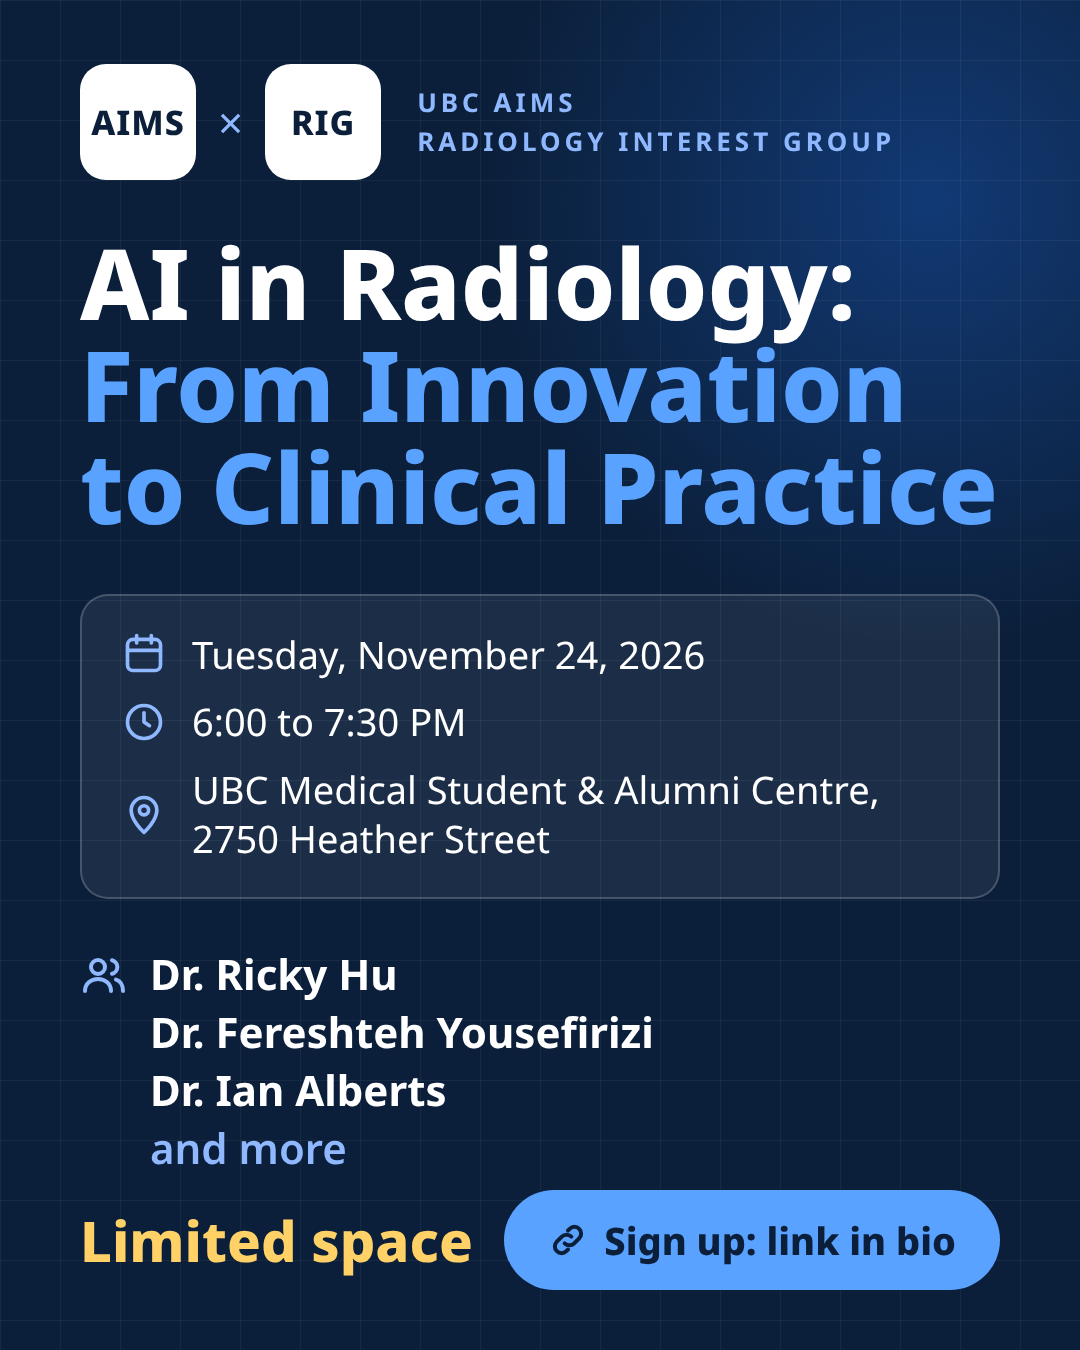 AIMS × RIG
UBC AIMS
RADIOLOGY INTEREST GROUP
AI in Radiology:
From Innovation
to Clinical Practice
Tuesday, November 24, 2026
6:00 to 7:30 PM
UBC Medical Student & Alumni Centre,
2750 Heather Street
Dr. Ricky Hu
Dr. Fereshteh Yousefirizi
Dr. Ian Alberts
and more
Limited space
Sign up: link in bio